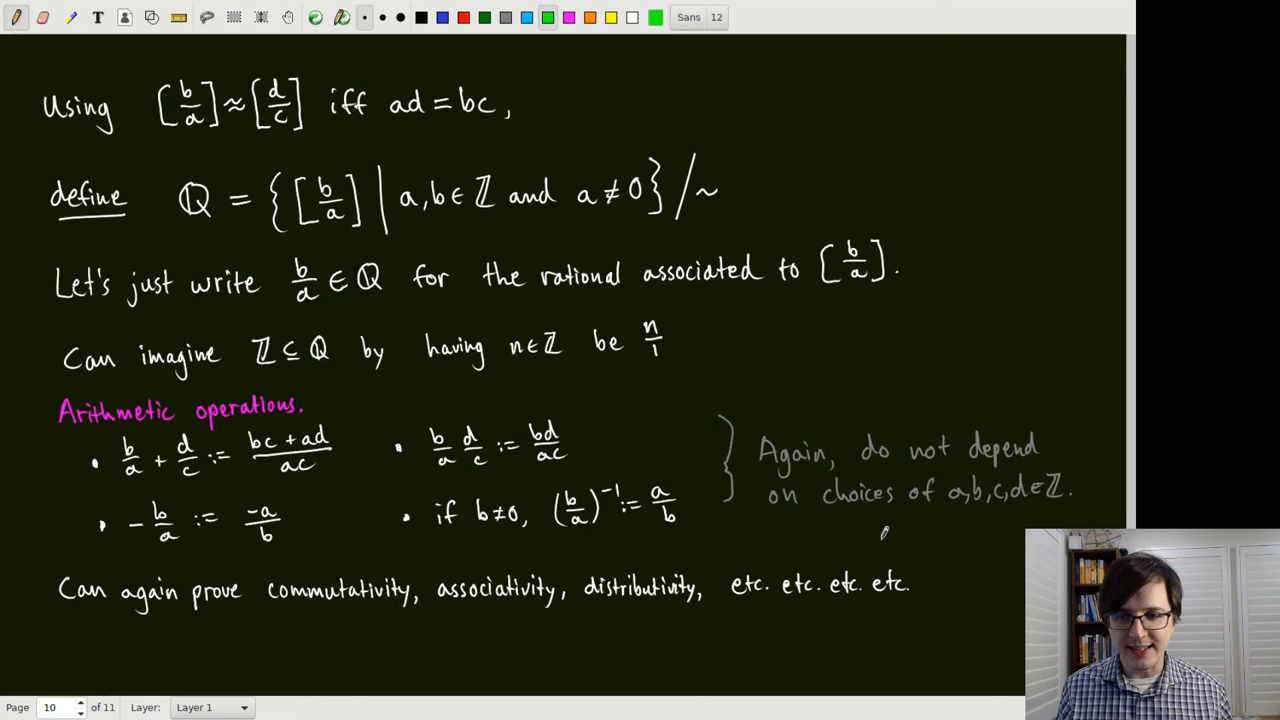 Sans 12
Using [b/a] ≈ [d/c] iff ad = bc,
define ℚ = {[b/a] | a,b ∈ ℤ and a ≠ 0}/~
Let's just write b/a ∈ ℚ for the rational associated to [b/a].
Can imagine ℤ ⊆ ℚ by having n ∈ ℤ be n/1
Arithmetic operations.
• b/a + d/c := (bc + ad)/ac
• b/a d/c := bd/ac
• -b/a := -a/b
• if b≠0, (b/a)⁻¹ := a/b
} Again, do not depend
on choices of a,b,c,d ∈ ℤ.
Can again prove commutativity, associativity, distributivity, etc. etc. etc. etc.
Page 10 of 11 Layer: Layer 1